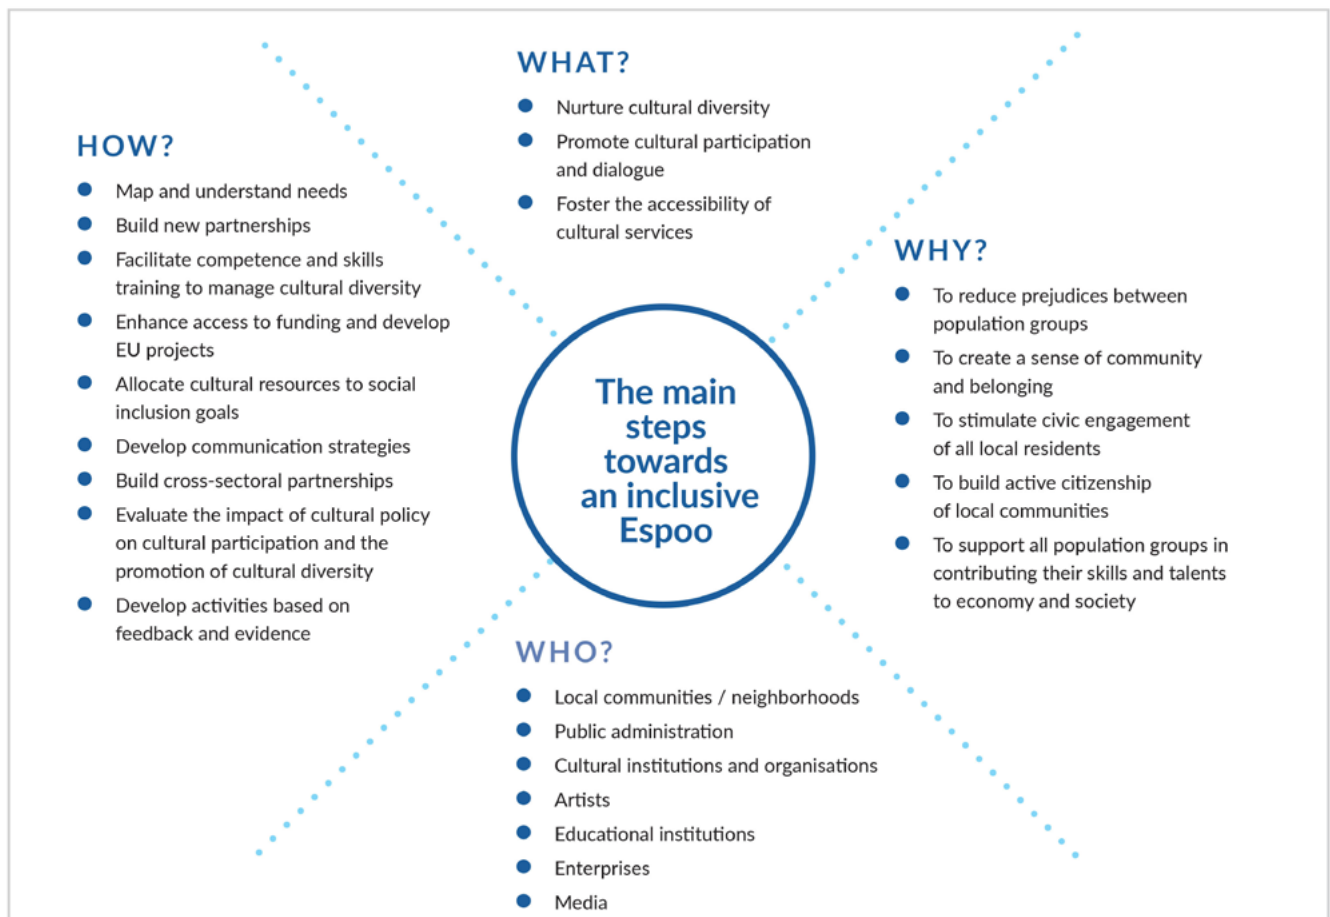 WHAT?
Nurture cultural diversity
Promote cultural participation
and dialogue
Foster the accessibility of
cultural services
HOW?
Map and understand needs
Build new partnerships
Facilitate competence and skills
training to manage cultural diversity
Enhance access to funding and develop
EU projects
Allocate cultural resources to social
inclusion goals
Develop communication strategies
Build cross-sectoral partnerships
Evaluate the impact of cultural policy
on cultural participation and the
promotion of cultural diversity
Develop activities based on
feedback and evidence
The main
steps
towards
an inclusive
Espoo
WHY?
To reduce prejudices between
population groups
To create a sense of community
and belonging
To stimulate civic engagement
of all local residents
To build active citizenship
of local communities
To support all population groups in
contributing their skills and talents
to economy and society
WHO?
Local communities / neighborhoods
Public administration
Cultural institutions and organisations
Artists
Educational institutions
Enterprises
Media